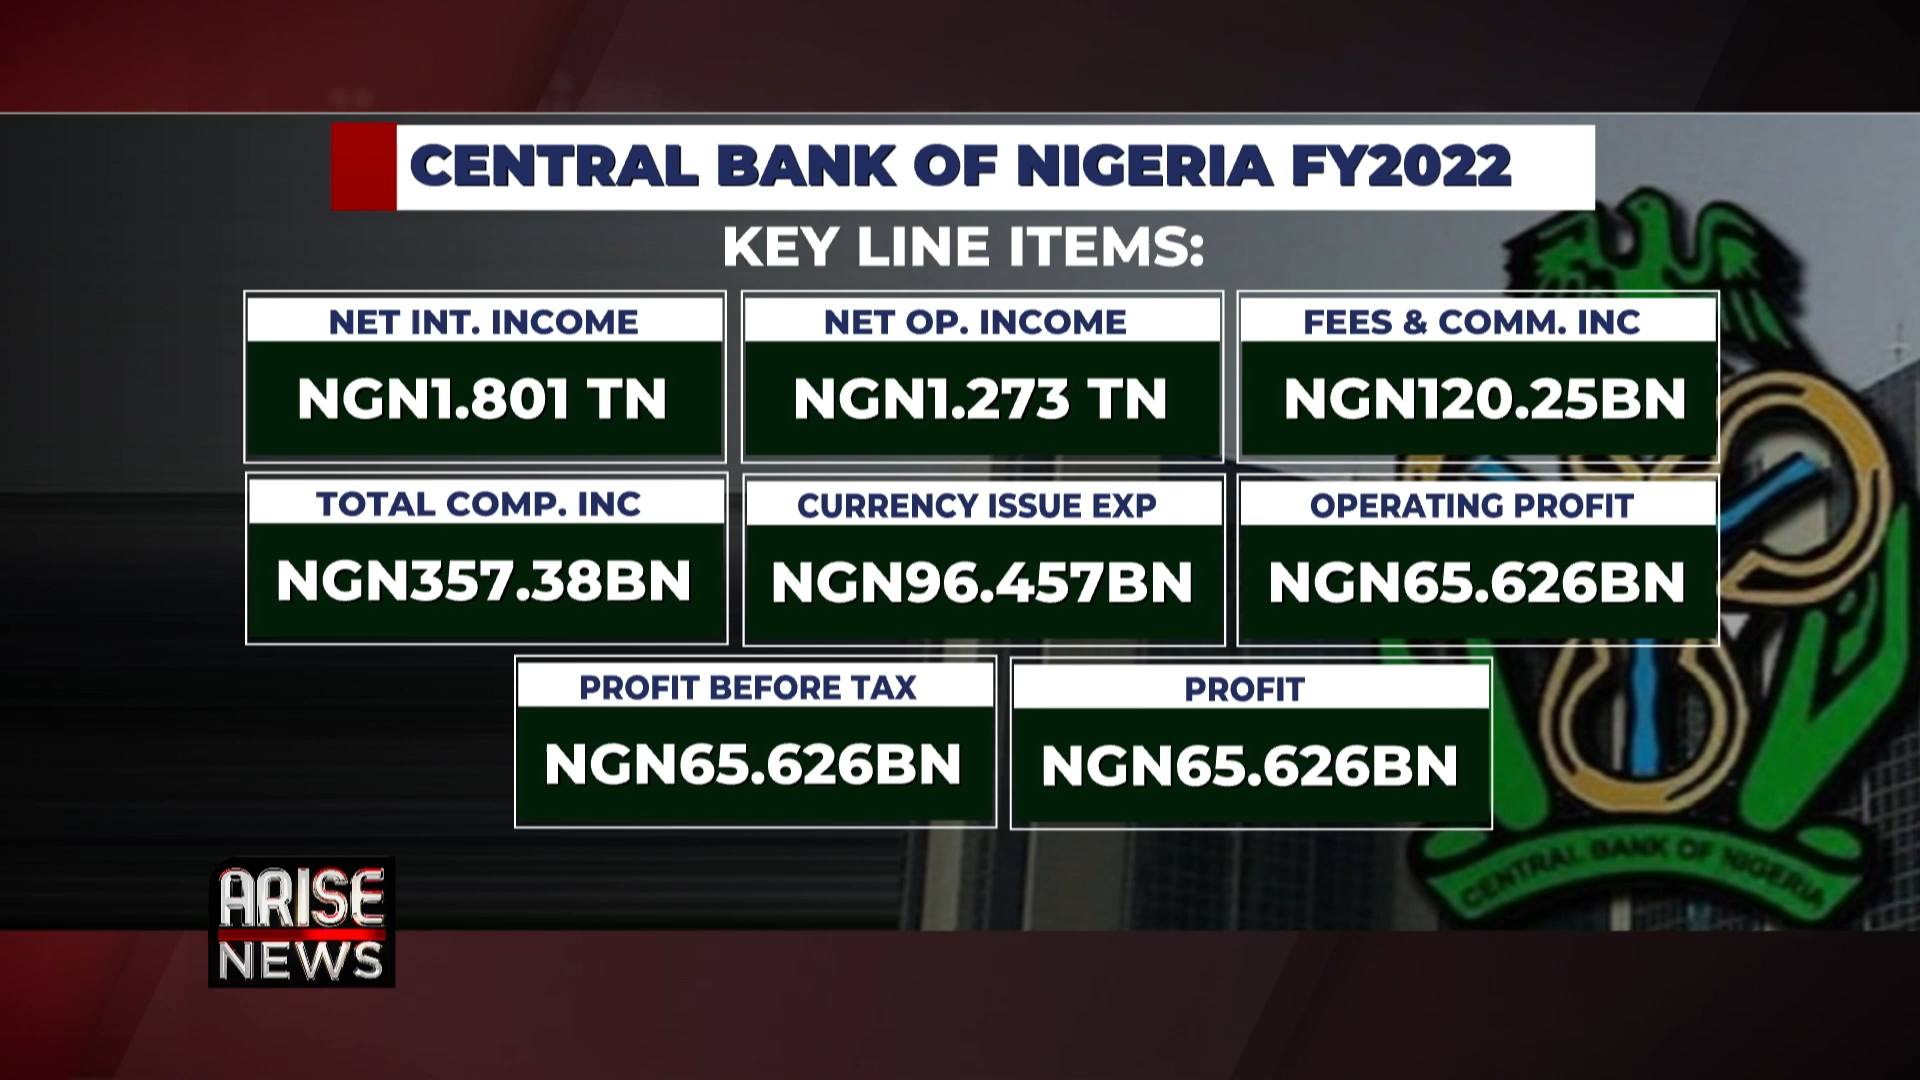 CENTRAL BANK OF NIGERIA FY2022
KEY LINE ITEMS:
NET INT. INCOME
NGN1.801 TN
NET OP. INCOME
NGN1.273 TN
FEES & COMM. INC
NGN120.25BN
TOTAL COMP. INC
NGN357.38BN
CURRENCY ISSUE EXP
NGN96.457BN
OPERATING PROFIT
NGN65.626BN
PROFIT BEFORE TAX
NGN65.626BN
PROFIT
NGN65.626BN
CENTRAL BANK OF NIGERIA
ARISE
NEWS